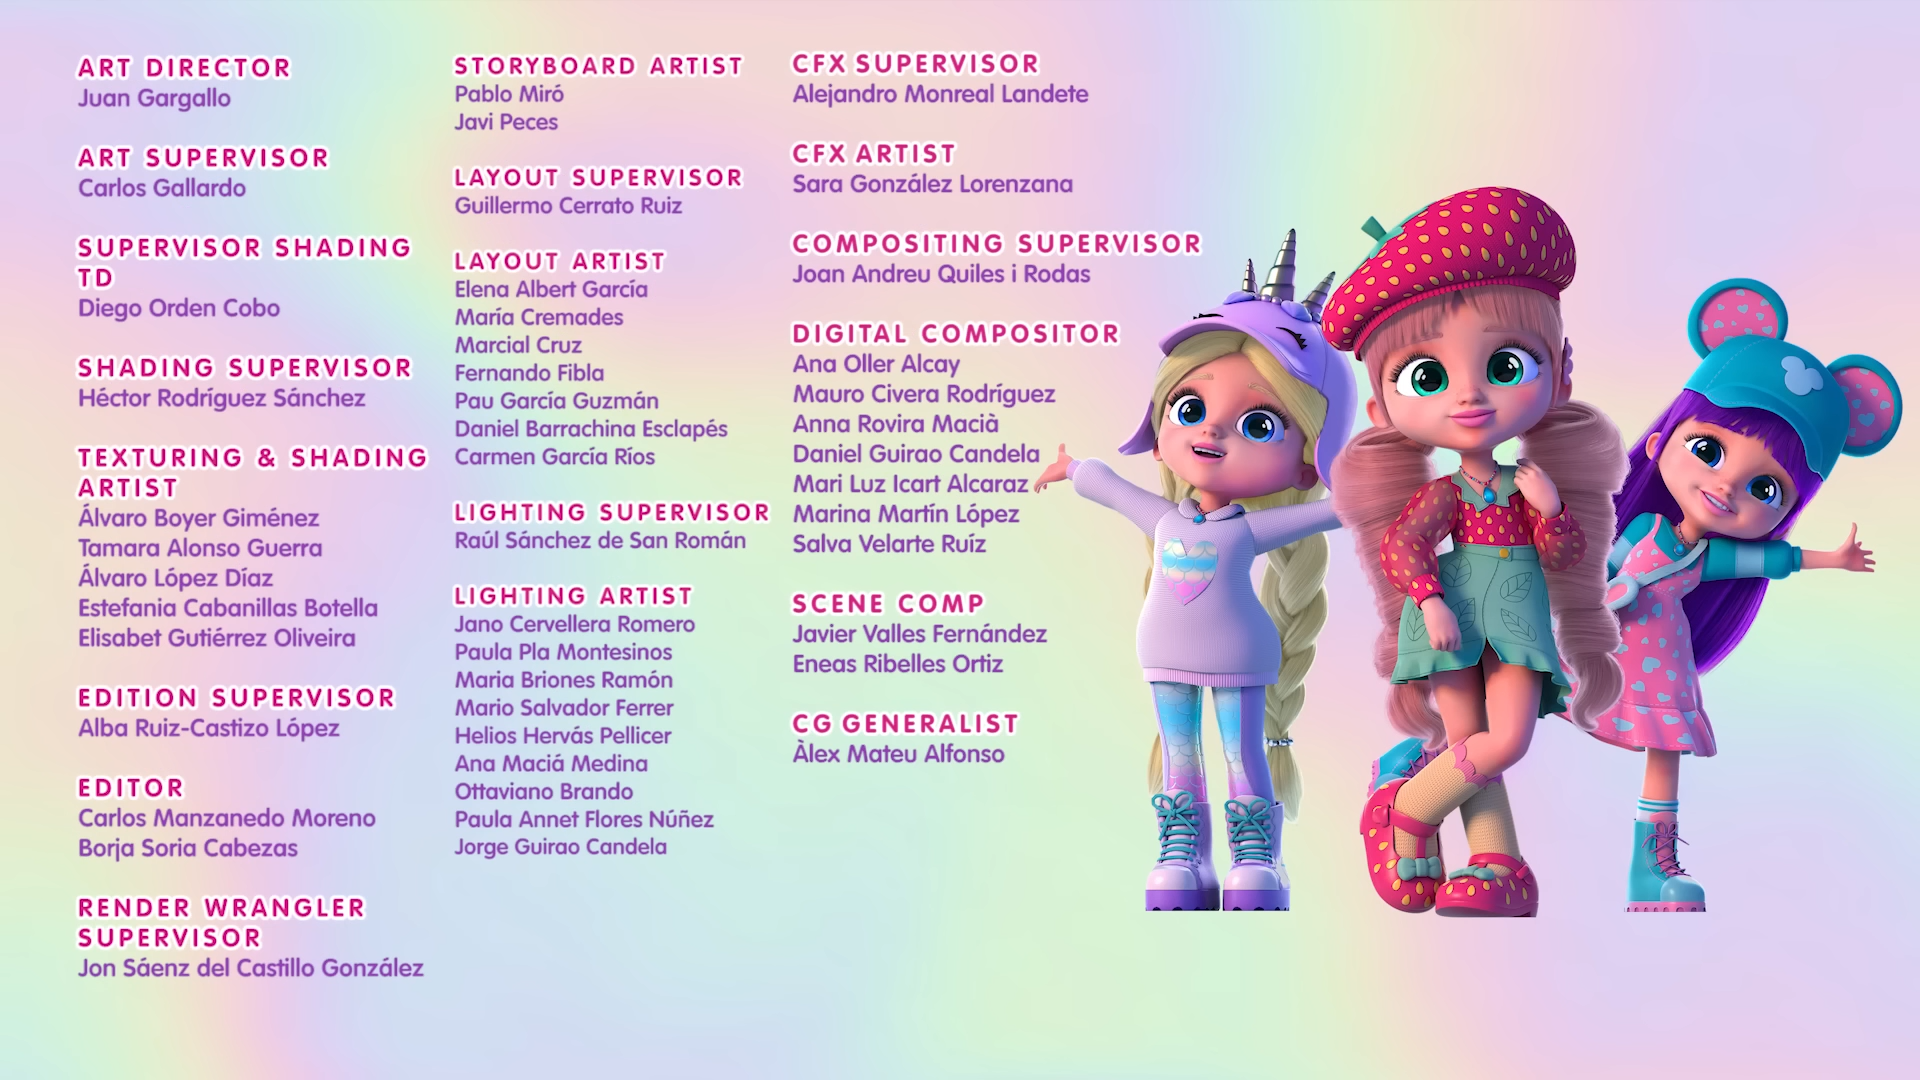 ART DIRECTOR
Juan Gargallo
ART SUPERVISOR
Carlos Gallardo
SUPERVISOR SHADING
TD
Diego Orden Cobo
SHADING SUPERVISOR
Héctor Rodríguez Sánchez
TEXTURING & SHADING
ARTIST
Álvaro Boyer Giménez
Tamara Alonso Guerra
Álvaro López Díaz
Estefania Cabanillas Botella
Elisabet Gutiérrez Oliveira
EDITION SUPERVISOR
Alba Ruiz-Castizo López
EDITOR
Carlos Manzanedo Moreno
Borja Soria Cabezas
RENDER WRANGLER
SUPERVISOR
Jon Sáenz del Castillo González
STORYBOARD ARTIST
Pablo Miró
Javi Peces
LAYOUT SUPERVISOR
Guillermo Cerrato Ruiz
LAYOUT ARTIST
Elena Albert García
María Cremades
Marcial Cruz
Fernando Fibla
Pau García Guzmán
Daniel Barrachina Esclapés
Carmen García Ríos
LIGHTING SUPERVISOR
Raúl Sánchez de San Román
LIGHTING ARTIST
Jano Cervellera Romero
Paula Pla Montesinos
Maria Briones Ramón
Mario Salvador Ferrer
Helios Hervás Pellicer
Ana Maciá Medina
Ottaviano Brando
Paula Annet Flores Núñez
Jorge Guirao Candela
CFX SUPERVISOR
Alejandro Monreal Landete
CFX ARTIST
Sara González Lorenzana
COMPOSITING SUPERVISOR
Joan Andreu Quiles i Rodas
DIGITAL COMPOSITOR
Ana Oller Alcay
Mauro Civera Rodríguez
Anna Rovira Macià
Daniel Guirao Candela
Mari Luz Icart Alcaraz
Marina Martín López
Salva Velarte Ruíz
SCENE COMP
Javier Valles Fernández
Eneas Ribelles Ortiz
CG GENERALIST
Àlex Mateu Alfonso